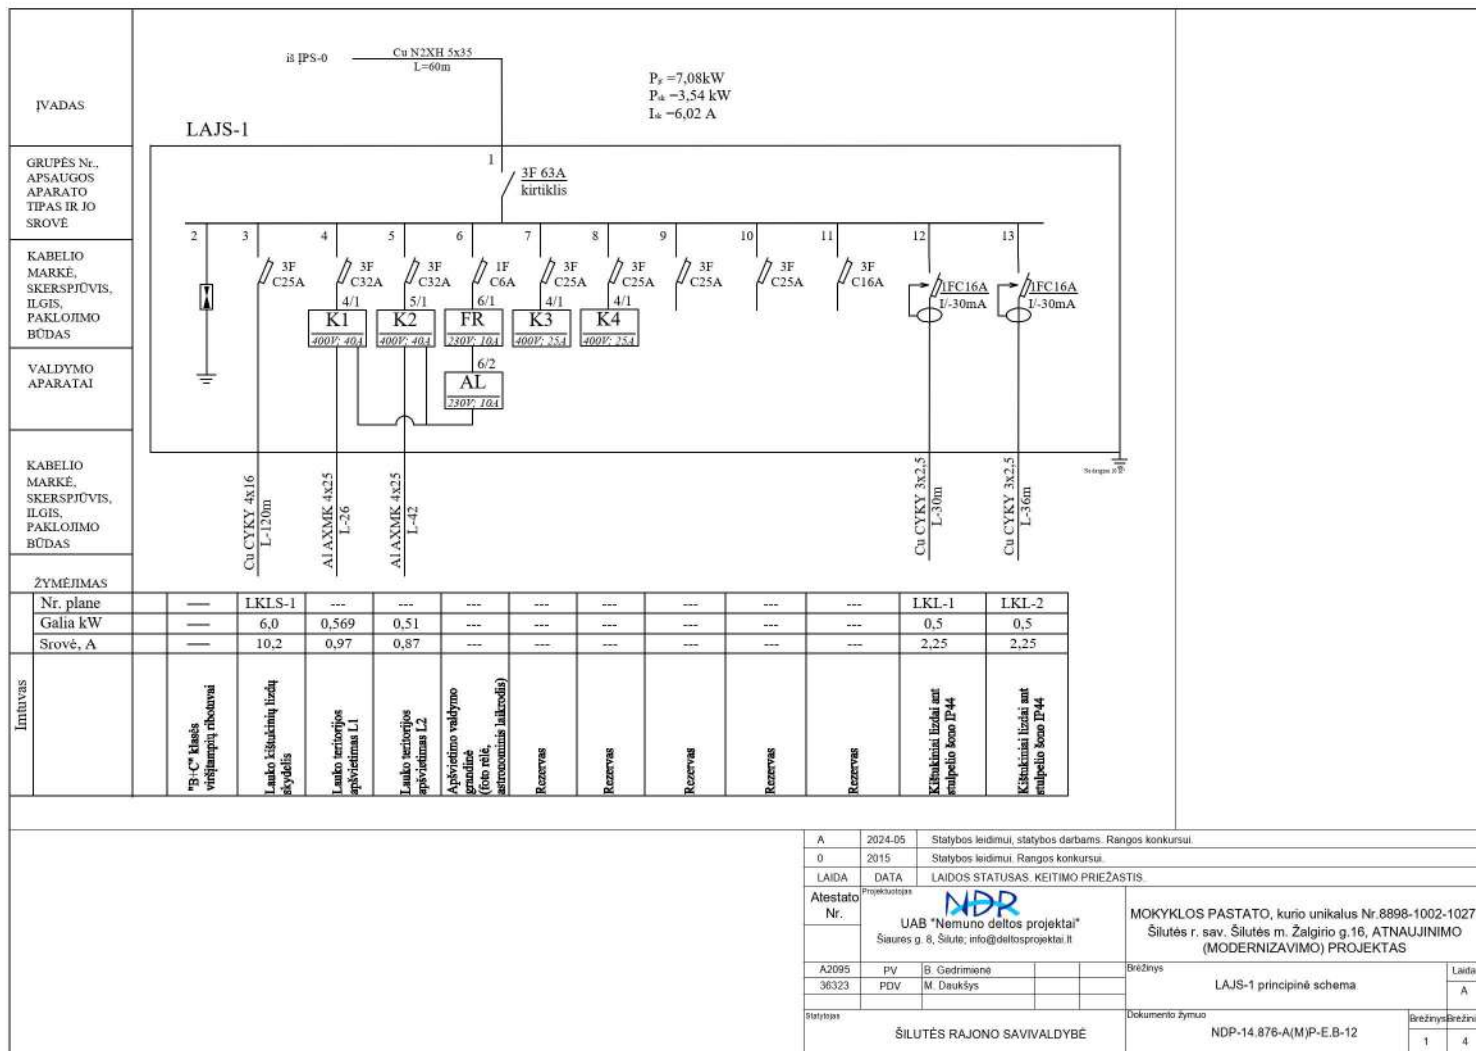 iš ĮPS-0
Cu N2XH 5x35
L=60m
Pg =7,08kW
Psk =3,54 kW
Isk =6,02 A
ĮVADAS
LAJS-1
GRUPĖS Nr.,
APSAUGOS
APARATO
TIPAS IR JO
SROVĖ
1
3F 63A
kirtiklis
2 3 4 5 6 7 8 9 10 11 12 13
KABELIO
MARKĖ,
SKERSPJŪVIS,
ILGIS,
PAKLOJIMO
BŪDAS
3F 3F 3F 1F 3F 3F 3F 3F 3F
C25A C32A C32A C6A C25A C25A C25A C25A C16A
1FC16A 1FC16A
I/-30mA I/-30mA
4/1 5/1 6/1 4/1 4/1
K1 K2 FR K3 K4
400V; 40A 400V; 40A 230V; 10A 400V; 25A 400V; 25A
VALDYMO
APARATAI
6/2
AL
230V; 10A
KABELIO
MARKĖ,
SKERSPJŪVIS,
ILGIS,
PAKLOJIMO
BŪDAS
Cu CYKY 4x16
L-120m
Al AXMK 4x25
L-26
Al AXMK 4x25
L-42
Cu CYKY 3x2,5
L-30m
Cu CYKY 3x2,5
L-36m
ŽYMĖJIMAS
Nr. plane — LKLS-1 --- --- --- --- --- --- --- --- LKL-1 LKL-2
Galia kW — 6,0 0,569 0,51 --- --- --- --- --- --- 0,5 0,5
Srovė, A — 10,2 0,97 0,87 --- --- --- --- --- --- 2,25 2,25
Imtuvas
"B+C" klasės
viršįtampių ribotuvai
Lauko kištukinių lizdų
skydelis
Lauko teritorijos
apšvietimas L1
Lauko teritorijos
apšvietimas L2
Apšvietimo valdymo
grandinė
(foto rėlė,
astronominis laikrodis)
Rezervas
Rezervas
Rezervas
Rezervas
Rezervas
Kištukiniai lizdai ant
stulpelio šono IP44
Kištukiniai lizdai ant
stulpelio šono IP44
A 2024-05 Statybos leidimui, statybos darbams. Rangos konkursui.
0 2015 Statybos leidimui. Rangos konkursui.
LAIDA DATA LAIDOS STATUSAS. KEITIMO PRIEŽASTIS.
Atestato
Nr.
Projektuotojas
NDR
UAB "Nemuno deltos projektai"
Šiaurės g. 8, Šilutė; info@deltosprojektai.lt
MOKYKLOS PASTATO, kurio unikalus Nr.8898-1002-1027
Šilutės r. sav. Šilutės m. Žalgirio g.16, ATNAUJINIMO
(MODERNIZAVIMO) PROJEKTAS
A2095 PV B. Gedrimienė
36323 PDV M. Daukšys
Brėžinys
LAJS-1 principinė schema
Laida
A
Statytojas
ŠILUTĖS RAJONO SAVIVALDYBĖ
Dokumento žymuo
NDP-14.876-A(M)P-E.B-12
Brėžinys Brėžini
1 4